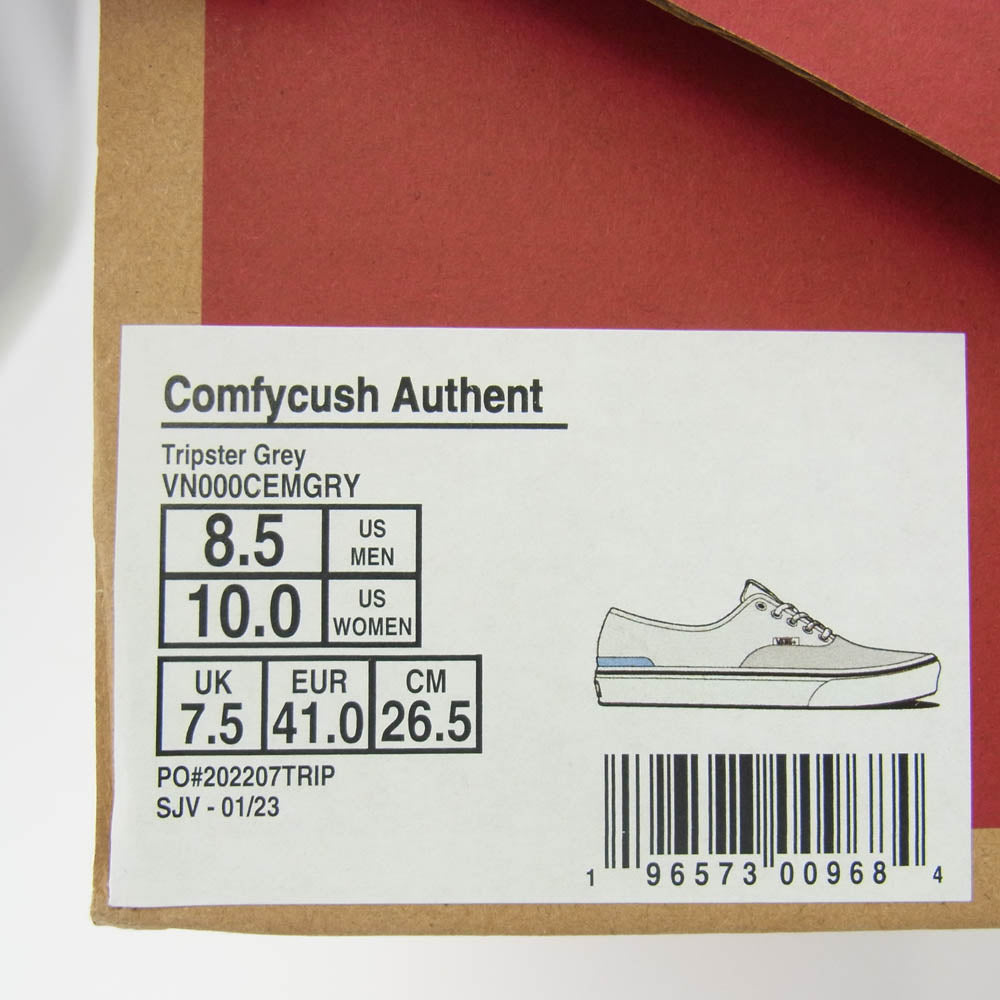 Comfycush Authent
Tripster Grey
VN000CEMGRY
8.5 US MEN
10.0 US WOMEN
UK EUR CM
7.5 41.0 26.5
PO#202207TRIP
SJV - 01/23
VANS
1 96573 00968 4